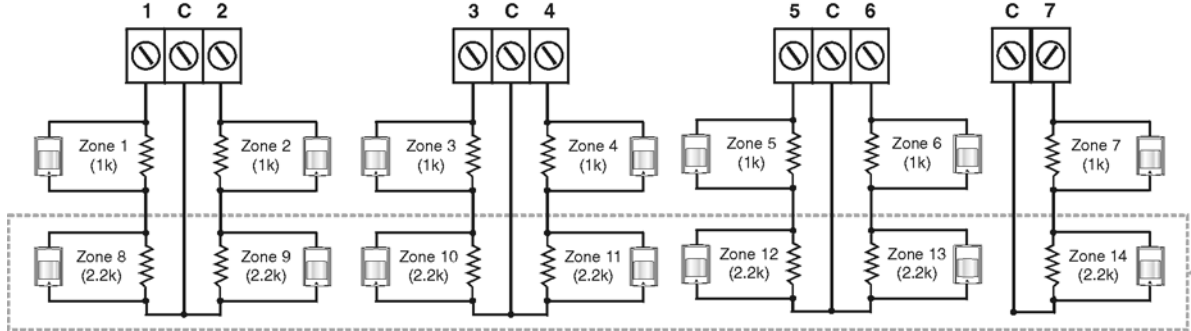 1 C 2 3 C 4 5 C 6 C 7
Zone 1 Zone 2 Zone 3 Zone 4 Zone 5 Zone 6 Zone 7
(1k) (1k) (1k) (1k) (1k) (1k) (1k)
Zone 8 Zone 9 Zone 10 Zone 11 Zone 12 Zone 13 Zone 14
(2.2k) (2.2k) (2.2k) (2.2k) (2.2k) (2.2k) (2.2k)